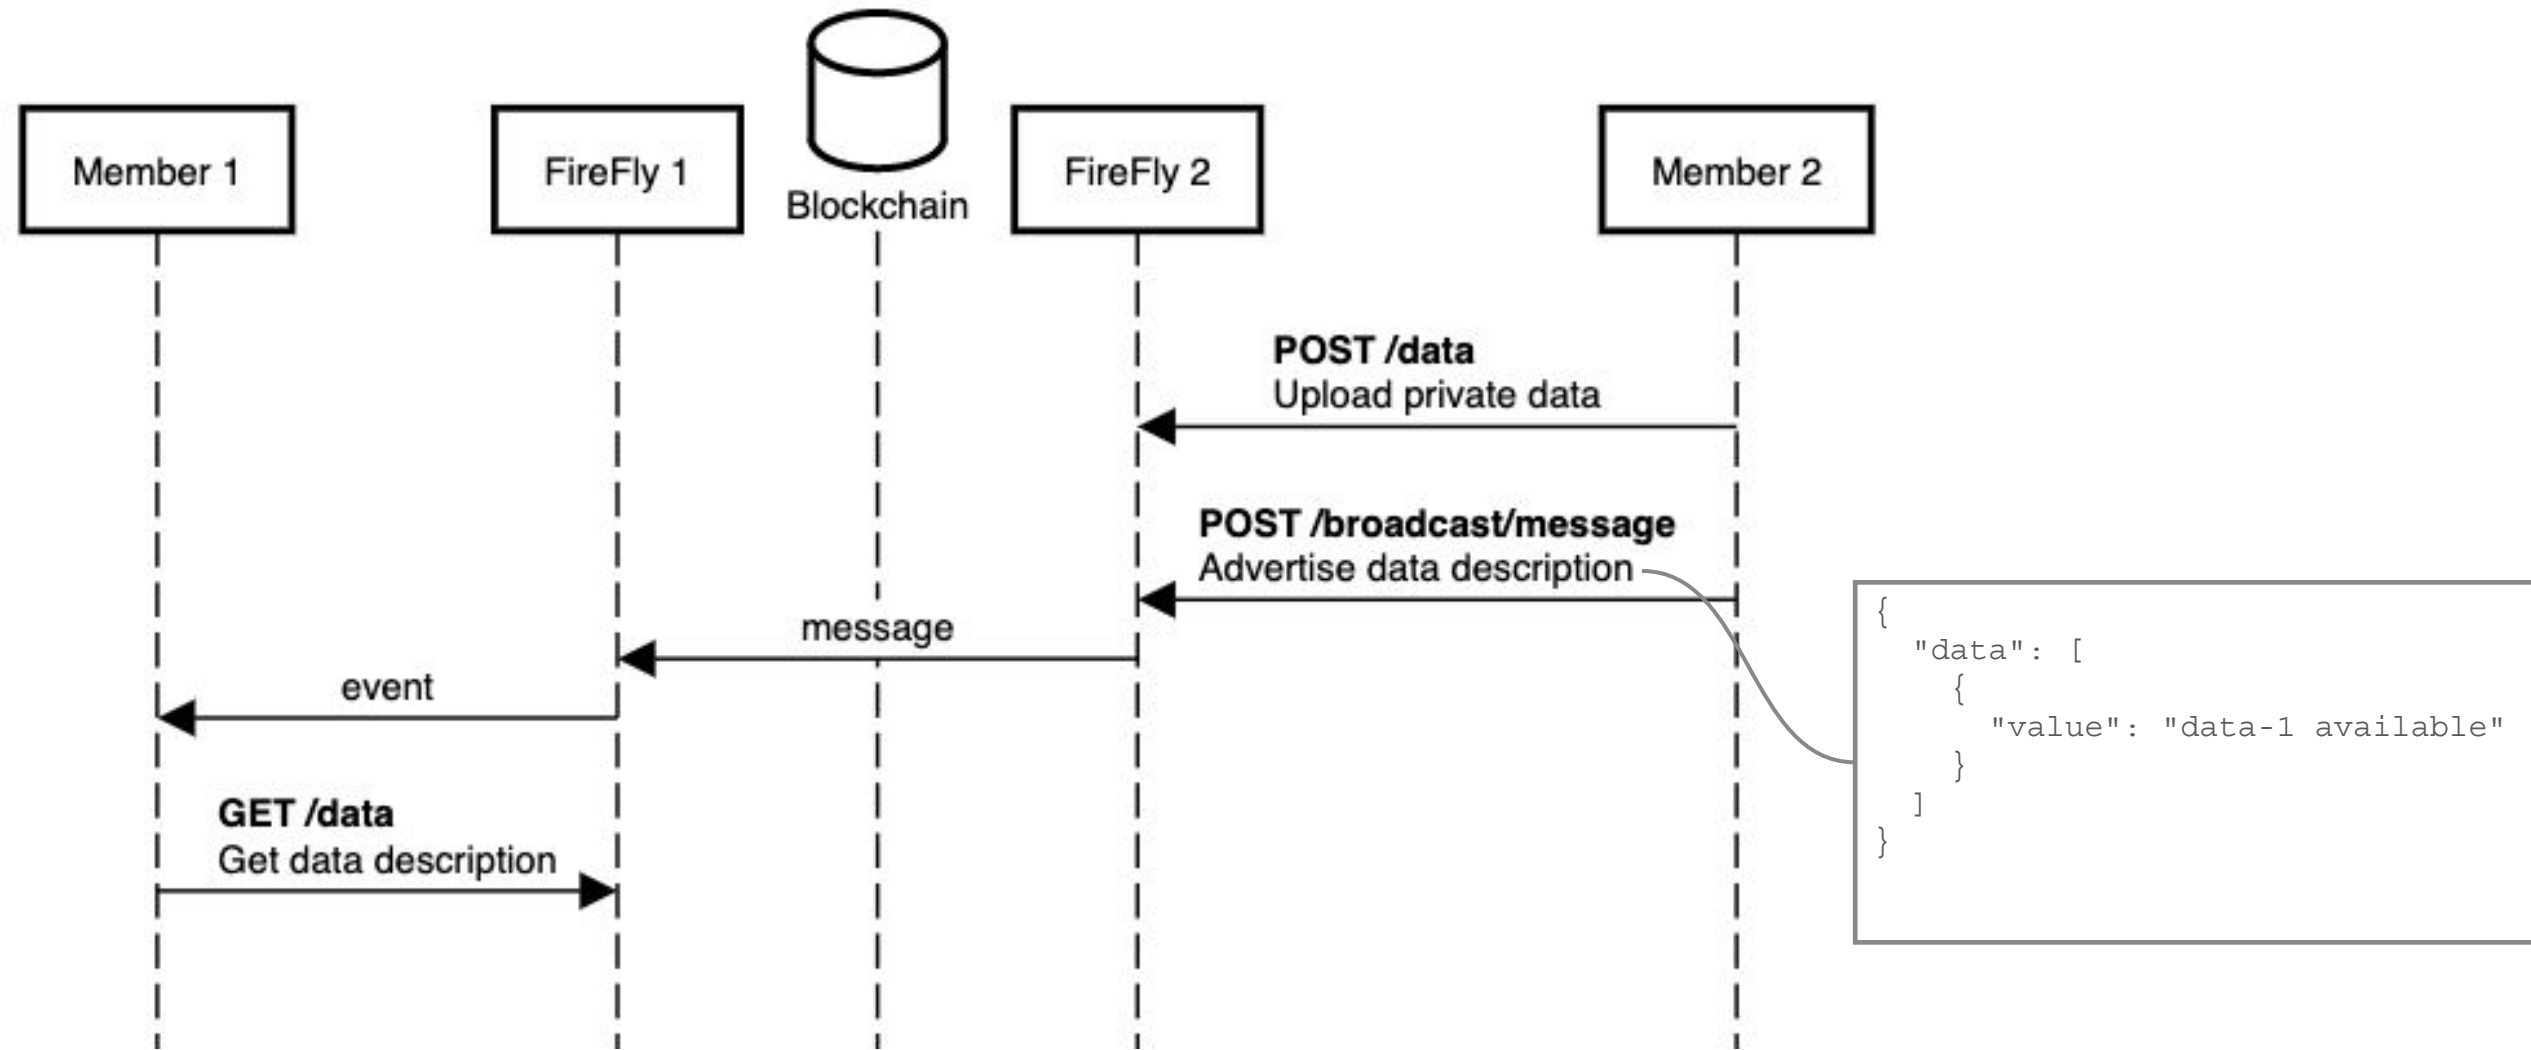 Member 1
FireFly 1
Blockchain
FireFly 2
Member 2
POST /data
Upload private data
POST /broadcast/message
Advertise data description
message
event
GET /data
Get data description
{
"data": [
{
"value": "data-1 available"
}
]
}